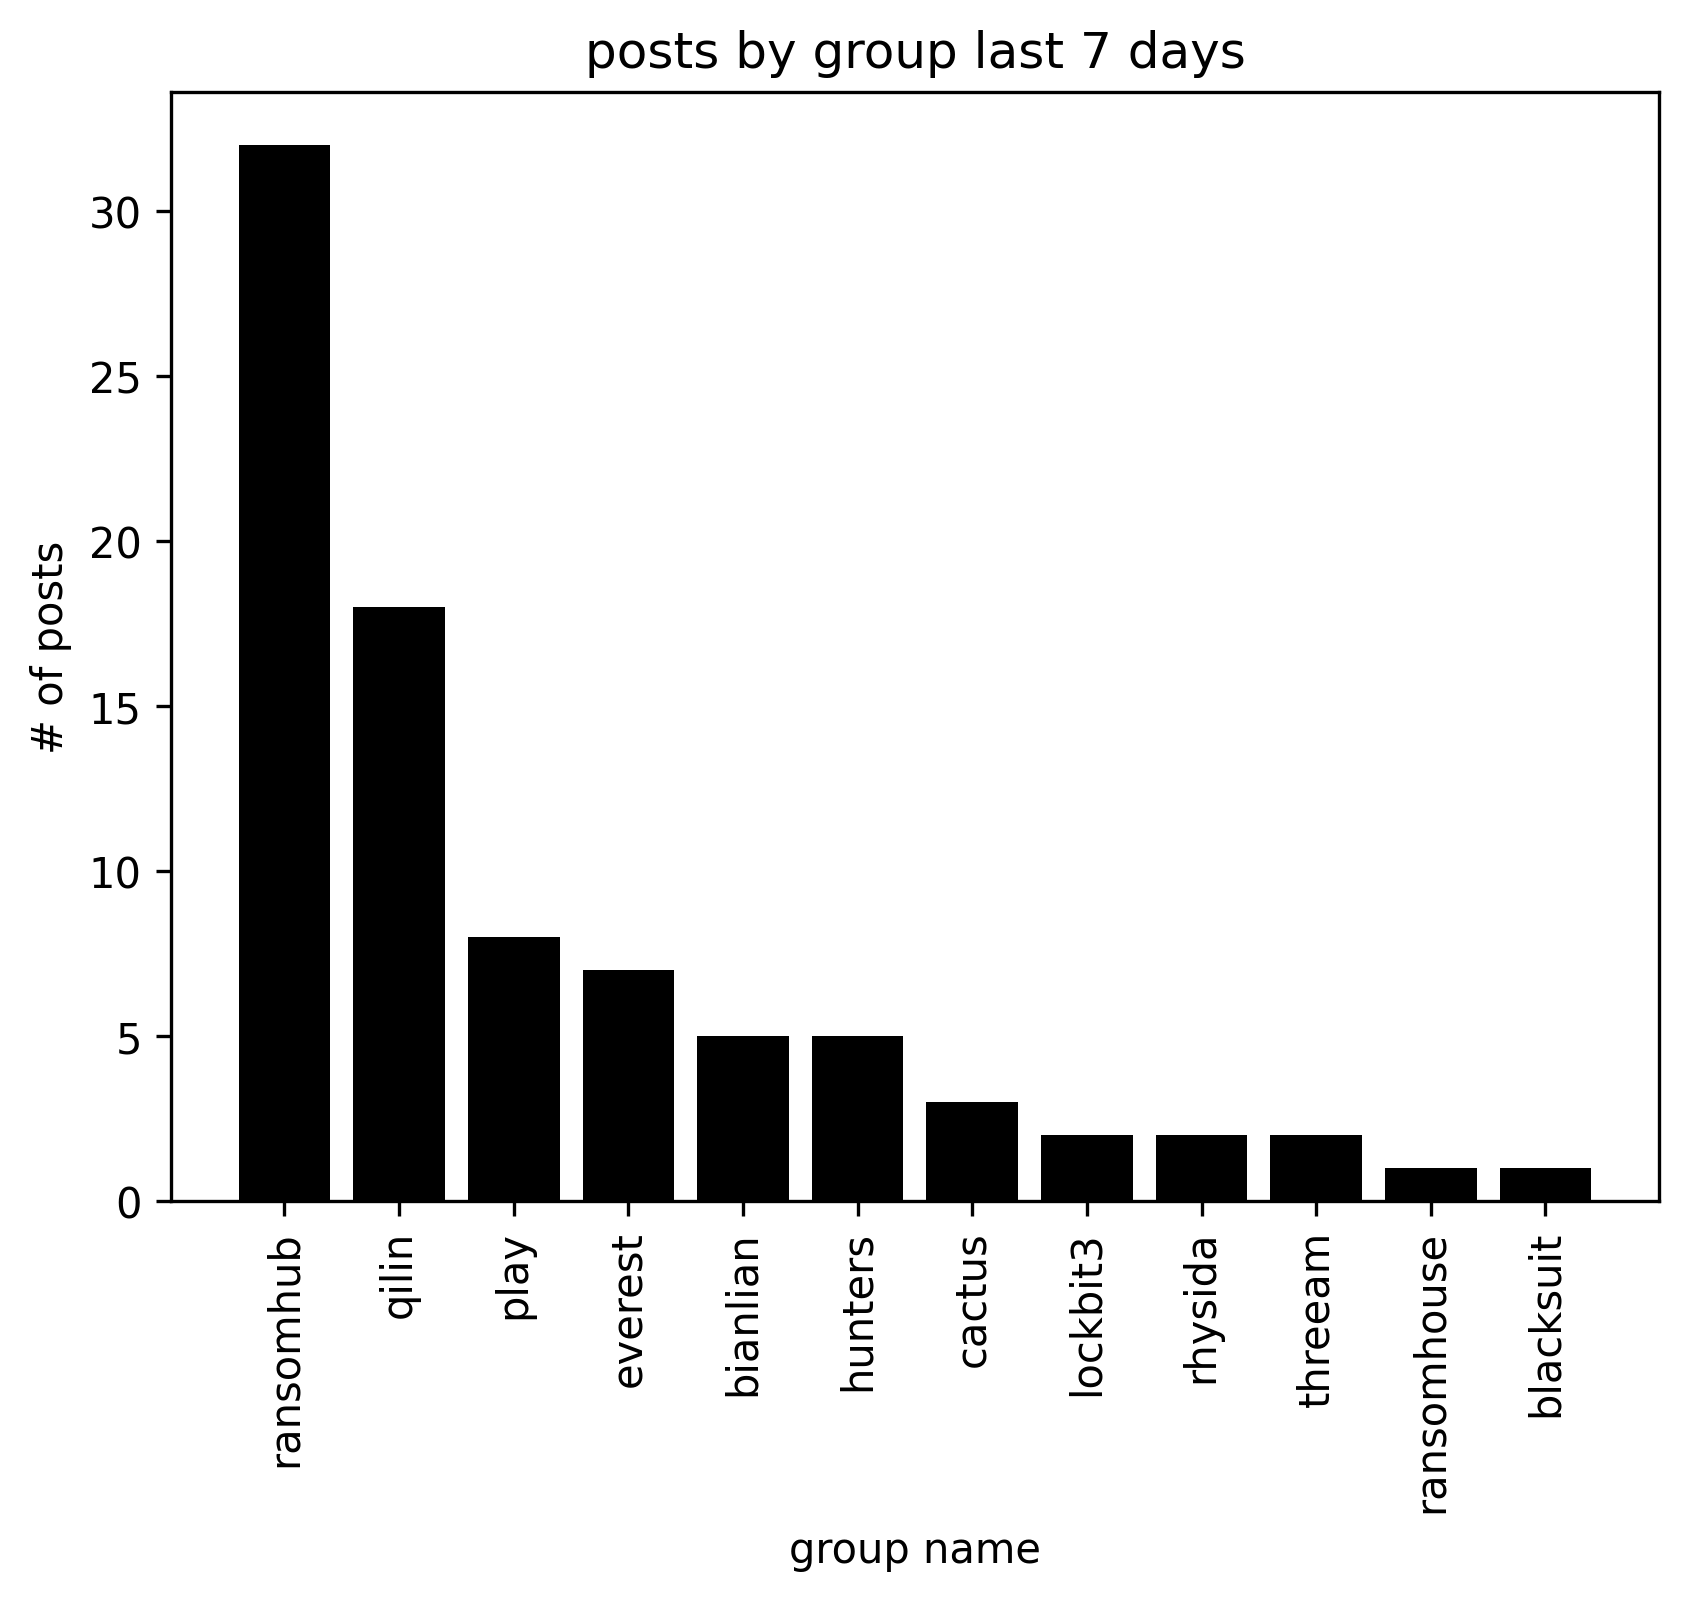 posts by group last 7 days
# of posts
30
25
20
15
10
5
0
ransomhub
qilin
play
everest
bianlian
hunters
cactus
lockbit3
rhysida
threeam
ransomhouse
blacksuit
group name